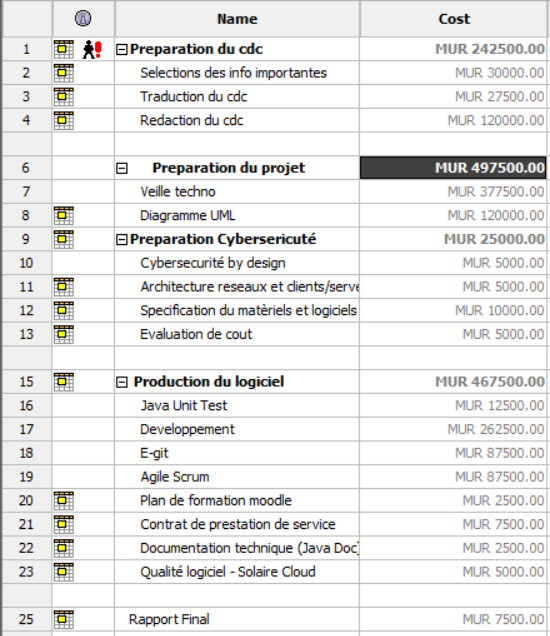 Name Cost
1 Preparation du cdc MUR 242500.00
2 Selections des info importantes MUR 30000.00
3 Traduction du cdc MUR 27500.00
4 Redaction du cdc MUR 120000.00
6 Preparation du projet MUR 497500.00
7 Veille techno MUR 377500.00
8 Diagramme UML MUR 120000.00
9 Preparation Cybersericuté MUR 25000.00
10 Cybersecurité by design MUR 5000.00
11 Architecture reseaux et clients/serve MUR 5000.00
12 Specification du matèriels et logiciels MUR 10000.00
13 Evaluation de cout MUR 5000.00
15 Production du logiciel MUR 467500.00
16 Java Unit Test MUR 12500.00
17 Developpement MUR 262500.00
18 E-git MUR 87500.00
19 Agile Scrum MUR 87500.00
20 Plan de formation moodle MUR 2500.00
21 Contrat de prestation de service MUR 7500.00
22 Documentation technique (Java Doc) MUR 2500.00
23 Qualité logiciel - Solaire Cloud MUR 5000.00
25 Rapport Final MUR 7500.00